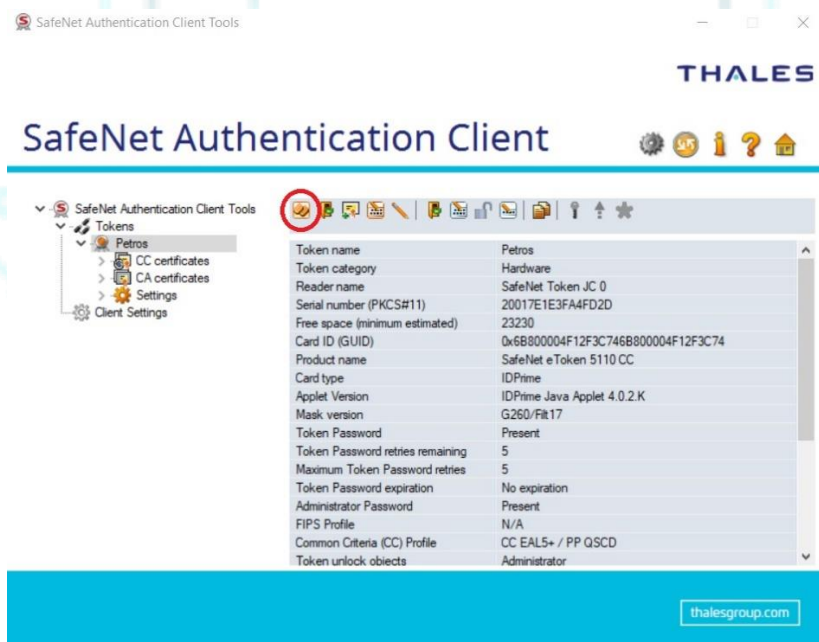 SafeNet Authentication Client Tools
THALES
SafeNet Authentication Client
SafeNet Authentication Client Tools
Tokens
Petros
CC certificates
CA certificates
Settings
Client Settings
Token name Petros
Token category Hardware
Reader name SafeNet Token JC 0
Serial number (PKCS#11) 20017E1E3FA4FD2D
Free space (minimum estimated) 23230
Card ID (GUID) 0x6B800004F12F3C746B800004F12F3C74
Product name SafeNet eToken 5110 CC
Card type IDPrime
Applet Version IDPrime Java Applet 4.0.2.K
Mask version G260/Filt17
Token Password Present
Token Password retries remaining 5
Maximum Token Password retries 5
Token Password expiration No expiration
Administrator Password Present
FIPS Profile N/A
Common Criteria (CC) Profile CC EAL5+ / PP QSCD
Token unlock objects Administrator
thalesgroup.com